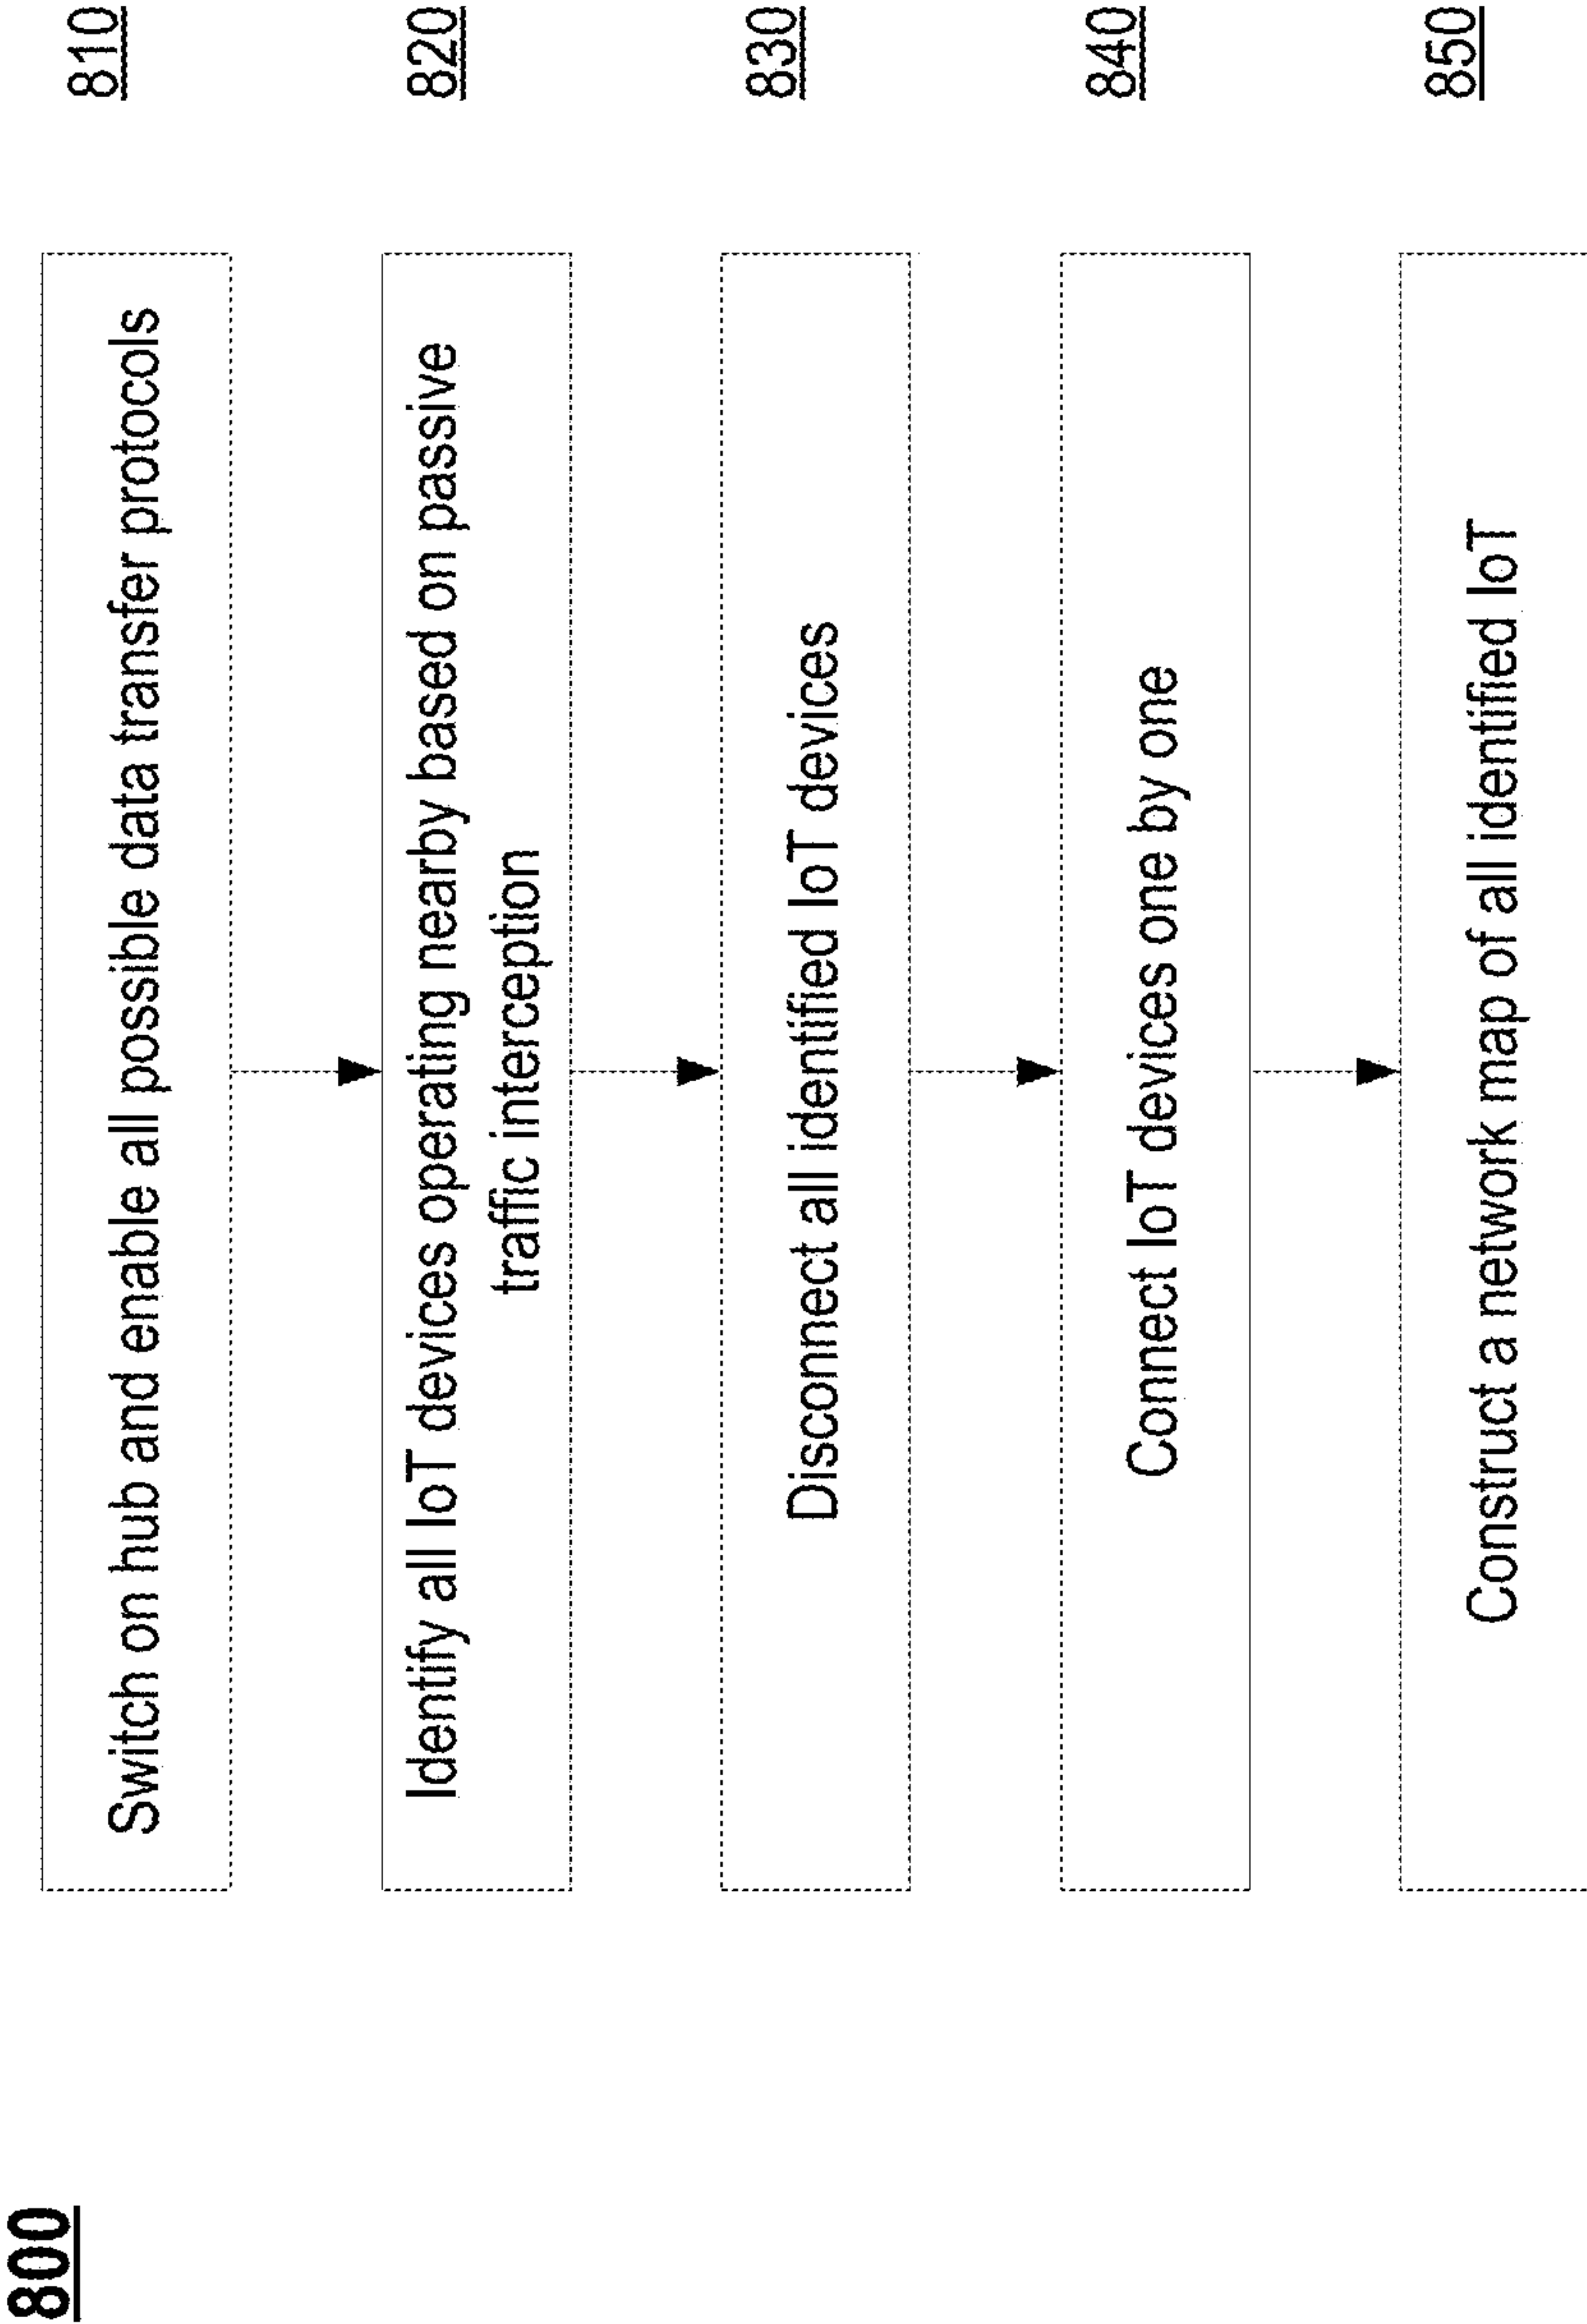 800
Switch on hub and enable all possible data transfer protocols
810
Identify all IoT devices operating nearby based on passive
traffic interception
820
Disconnect all identified IoT devices
830
Connect IoT devices one by one
840
Construct a network map of all identified IoT
850